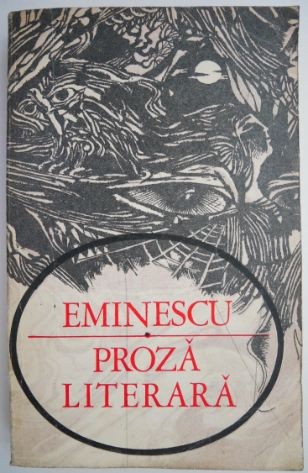 EMINESCU
PROZĂ
LITERARĂ